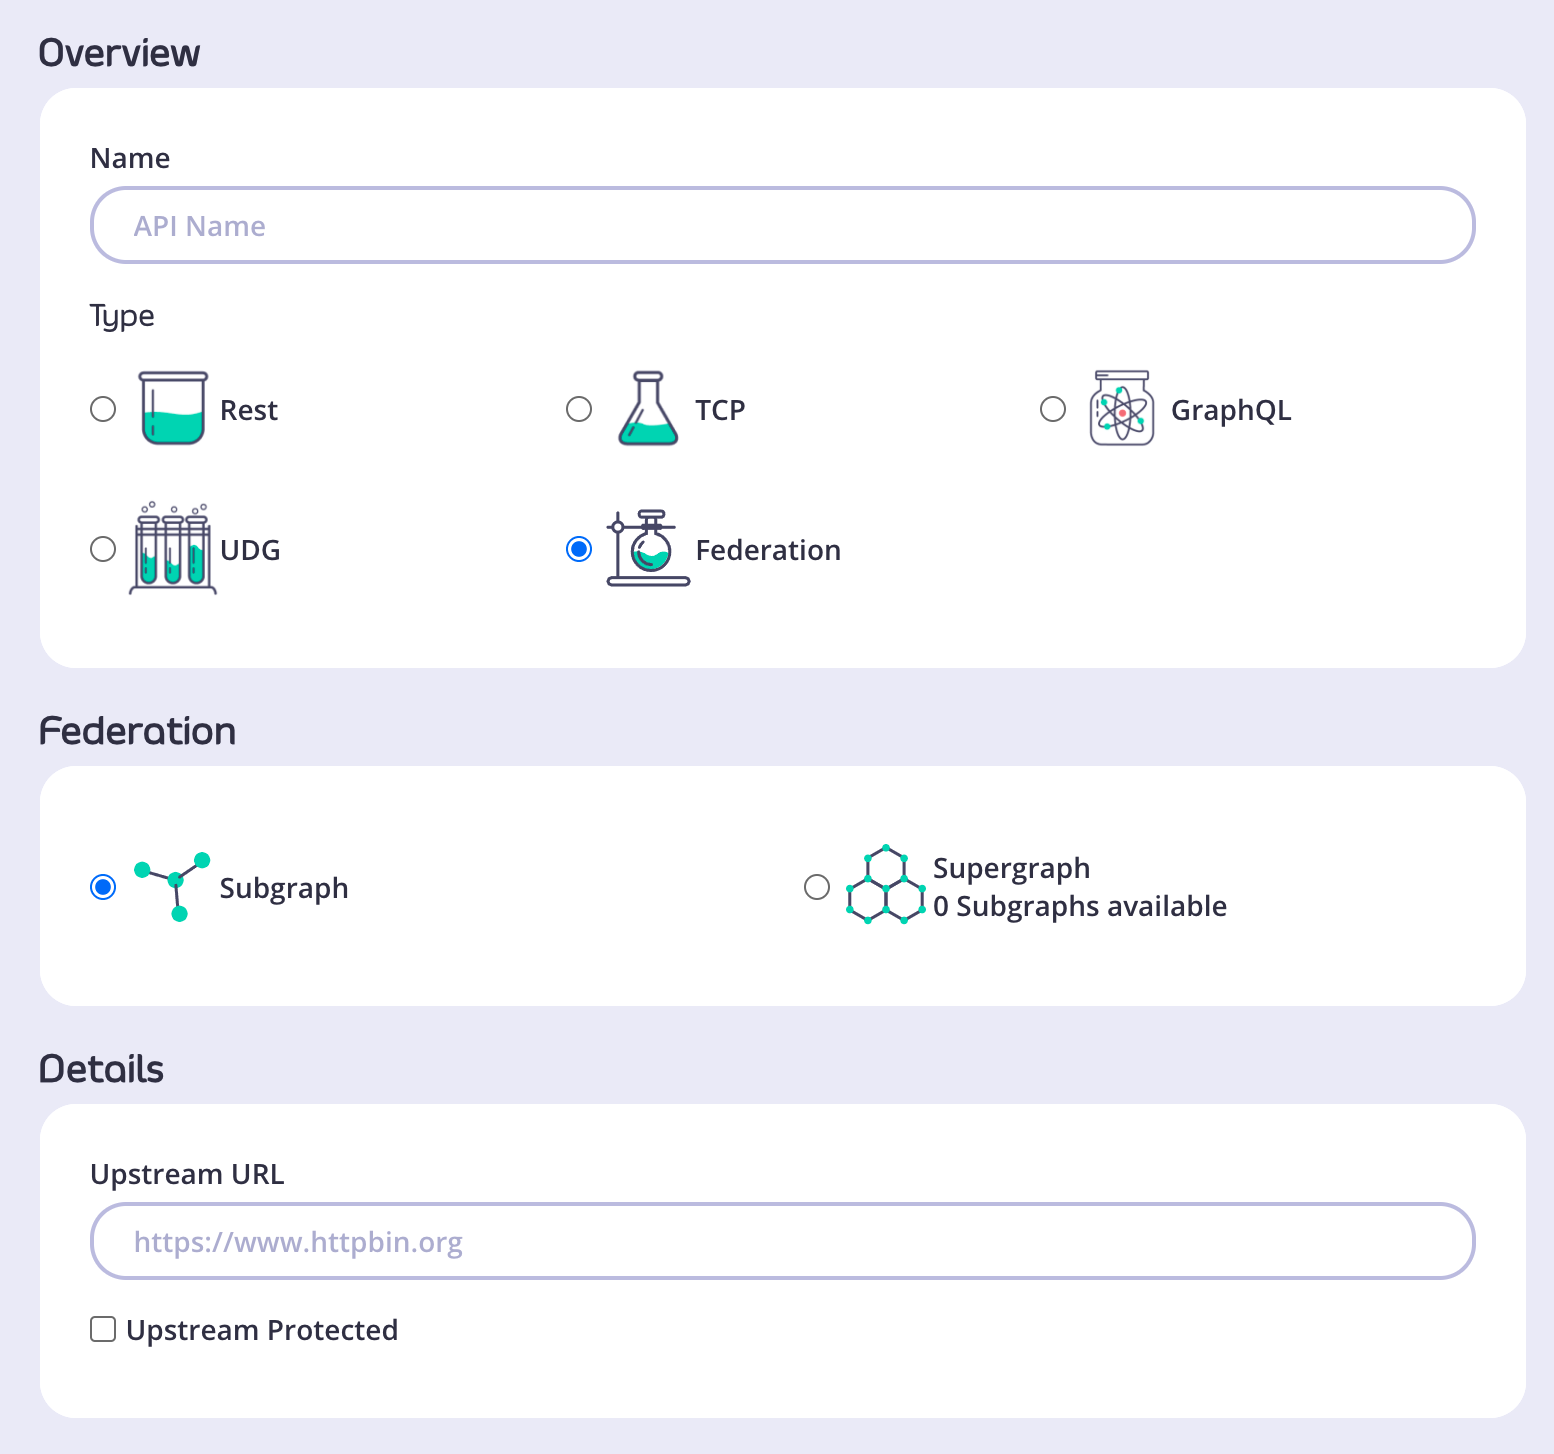 Overview
Name
API Name
Type
Rest
TCP
GraphQL
UDG
Federation
Federation
Subgraph
Supergraph
0 Subgraphs available
Details
Upstream URL
https://www.httpbin.org
Upstream Protected